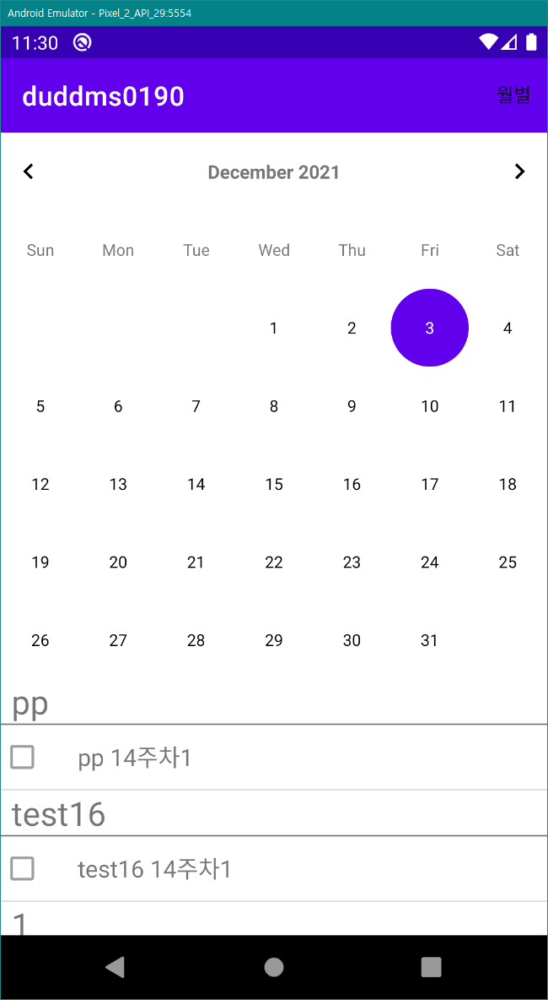 Android Emulator - Pixel_2_API_29:5554
11:30
duddms0190 월별
December 2021
Sun Mon Tue Wed Thu Fri Sat
1 2 3 4
5 6 7 8 9 10 11
12 13 14 15 16 17 18
19 20 21 22 23 24 25
26 27 28 29 30 31
pp
pp 14주차1
test16
test16 14주차1
1